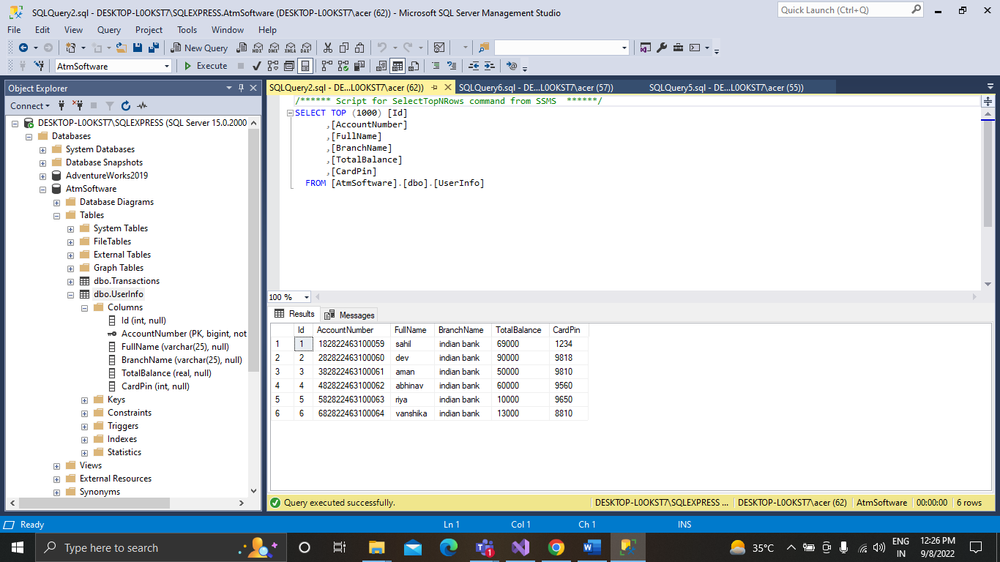 SQLQuery2.sql - DESKTOP-L0OKST7\SQLEXPRESS.AtmSoftware (DESKTOP-L0OKST7\acer (62)) - Microsoft SQL Server Management Studio
Quick Launch (Ctrl+Q)
File Edit View Query Project Tools Window Help
New Query MDX DMX XMLA DAX
AtmSoftware Execute
Object Explorer
Connect
DESKTOP-L0OKST7\SQLEXPRESS (SQL Server 15.0.2000
Databases
System Databases
Database Snapshots
AdventureWorks2019
AtmSoftware
Database Diagrams
Tables
System Tables
FileTables
External Tables
Graph Tables
dbo.Transactions
dbo.UserInfo
Columns
Id (int, null)
AccountNumber (PK, bigint, not
FullName (varchar(25), null)
BranchName (varchar(25), null)
TotalBalance (real, null)
CardPin (int, null)
Keys
Constraints
Triggers
Indexes
Statistics
Views
External Resources
Synonyms
SQLQuery2.sql - DE...L0OKST7\acer (62)) SQLQuery6.sql - DE...L0OKST7\acer (57)) SQLQuery5.sql - DE...L0OKST7\acer (55))
/****** Script for SelectTopNRows command from SSMS ******/
SELECT TOP (1000) [Id]
,[AccountNumber]
,[FullName]
,[BranchName]
,[TotalBalance]
,[CardPin]
FROM [AtmSoftware].[dbo].[UserInfo]
100 %
Results Messages
Id AccountNumber FullName BranchName TotalBalance CardPin
1 1 182822463100059 sahil indian bank 69000 1234
2 2 282822463100060 dev indian bank 90000 9818
3 3 382822463100061 aman indian bank 50000 9810
4 4 482822463100062 abhinav indian bank 60000 9560
5 5 582822463100063 riya indian bank 10000 9650
6 6 682822463100064 vanshika indian bank 13000 8810
Query executed successfully. DESKTOP-L0OKST7\SQLEXPRESS ... DESKTOP-L0OKST7\acer (62) AtmSoftware 00:00:00 6 rows
Ready Ln 1 Col 1 Ch 1 INS
Type here to search
1
35°C
ENG
IN
12:26 PM
9/8/2022